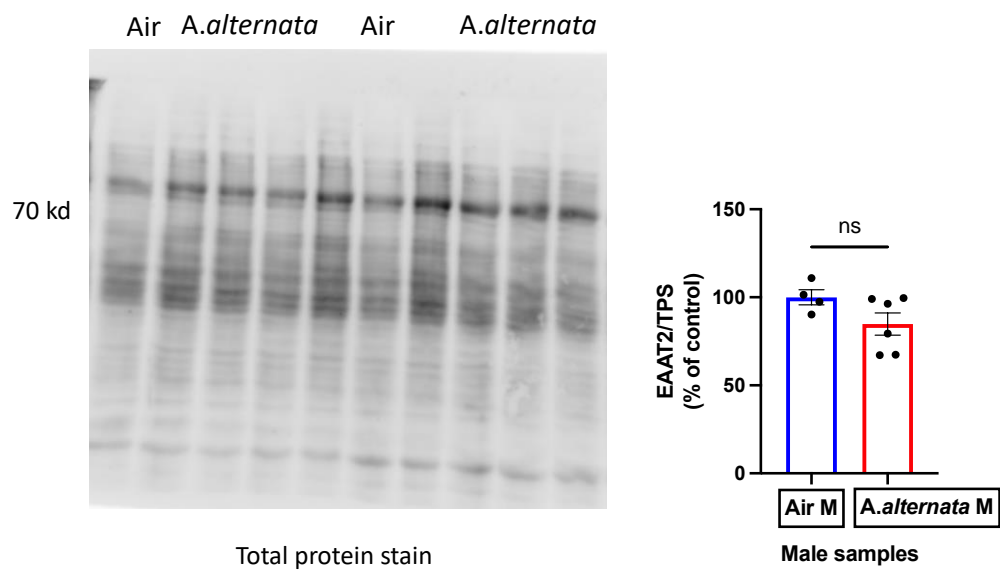 Air A.alternata Air A.alternata
70 kd
Total protein stain
EAAT2/TPS
(% of control)
150
100
50
0
ns
Air M A.alternata M
Male samples